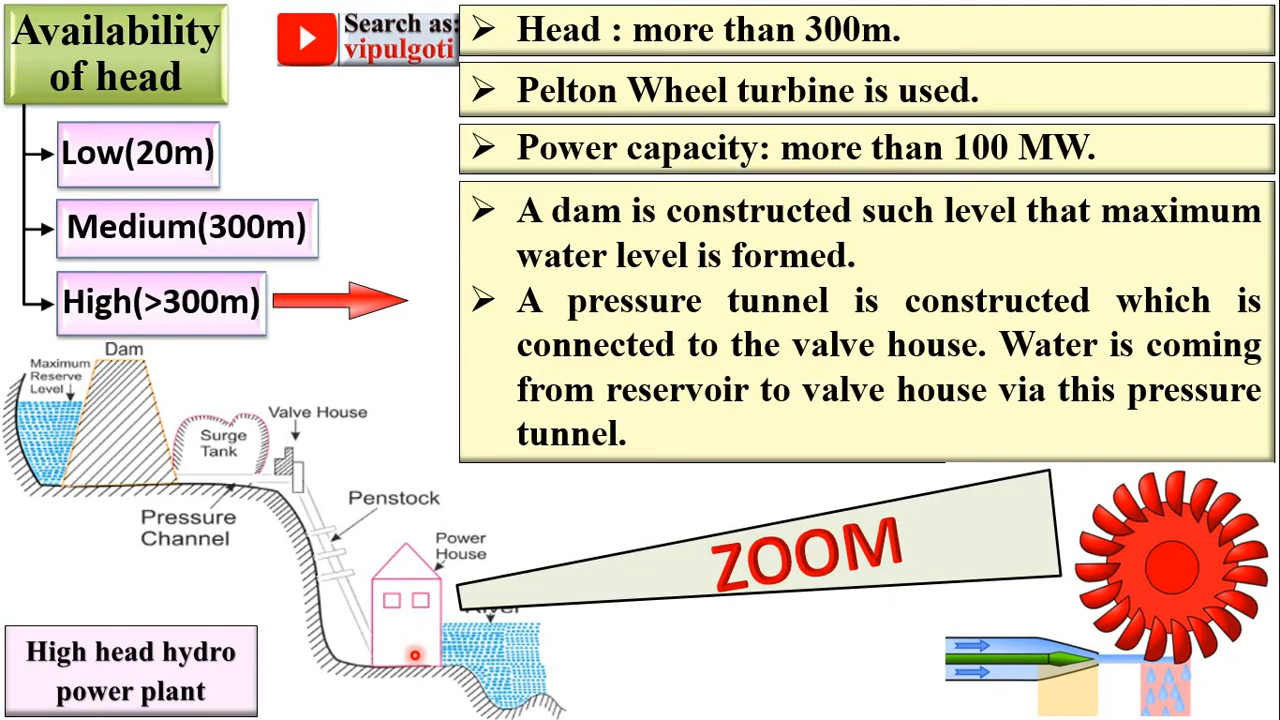 Availability
of head
Search as:
vipulgoti
Low(20m)
Medium(300m)
High(>300m)
➢ Head : more than 300m.
➢ Pelton Wheel turbine is used.
➢ Power capacity: more than 100 MW.
➢ A dam is constructed such level that maximum
water level is formed.
➢ A pressure tunnel is constructed which is
connected to the valve house. Water is coming
from reservoir to valve house via this pressure
tunnel.
Dam
Maximum
Reserve
Level
Surge
Tank
Valve House
Pressure
Channel
Penstock
Power
House
River
ZOOM
High head hydro
power plant